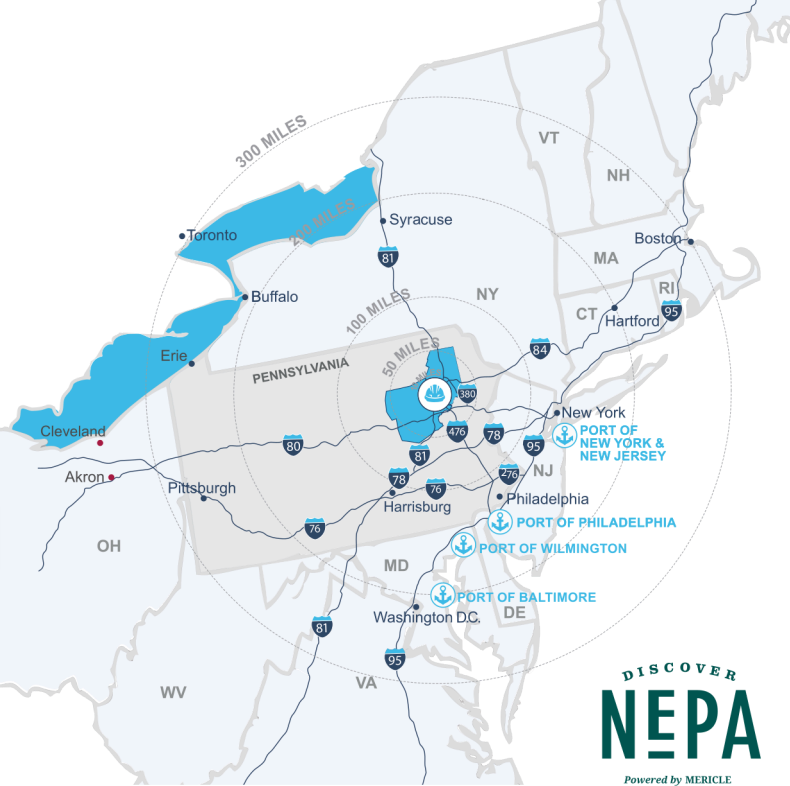 300 MILES
VT
NH
200 MILES
Toronto
Syracuse
Boston
81
MA
Buffalo
100 MILES
NY
RI
CT
95
Hartford
50 MILES
84
Erie
PENNSYLVANIA
380
New York
PORT OF
NEW YORK &
NEW JERSEY
Cleveland
80
476
78
95
81
NJ
Akron
Pittsburgh
78
76
276
Harrisburg
Philadelphia
76
PORT OF PHILADELPHIA
OH
PORT OF WILMINGTON
MD
PORT OF BALTIMORE
Washington D.C.
DE
81
95
WV
VA
DISCOVER
NEPA
Powered by MERICLE